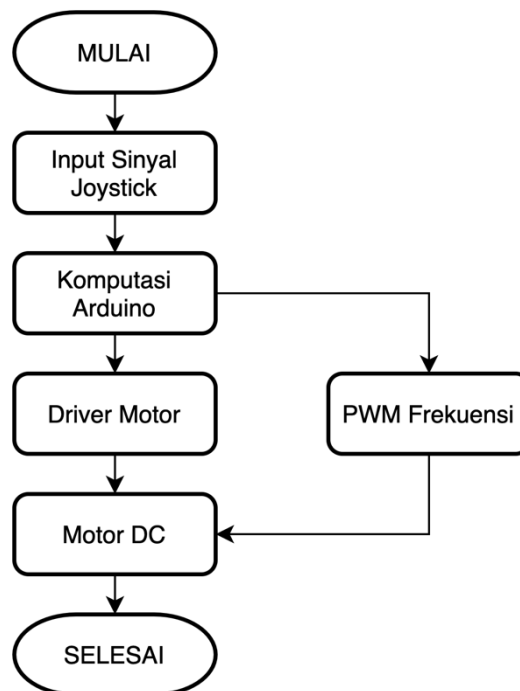 MULAI
Input Sinyal
Joystick
Komputasi
Arduino
Driver Motor
PWM Frekuensi
Motor DC
SELESAI